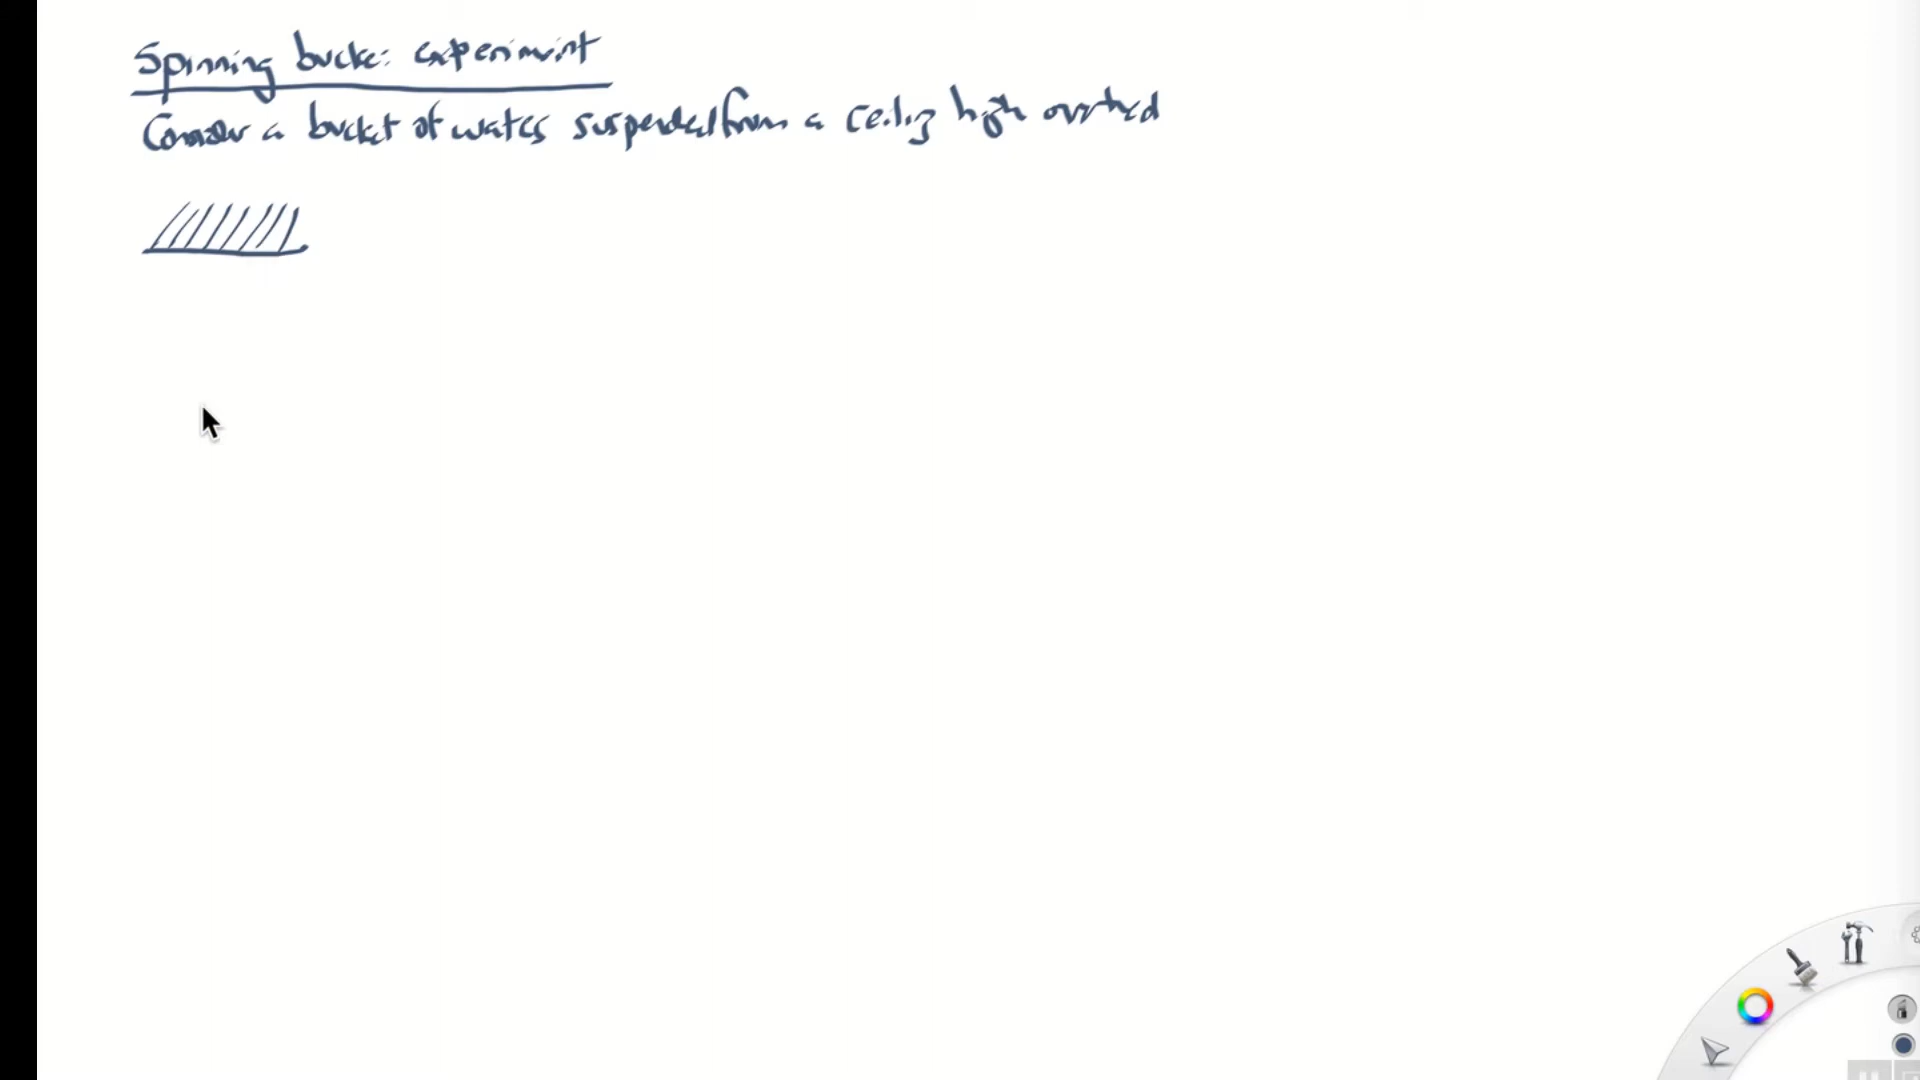 Spinning bucket experiment
Consider a bucket of water suspended from a ceiling high overhead